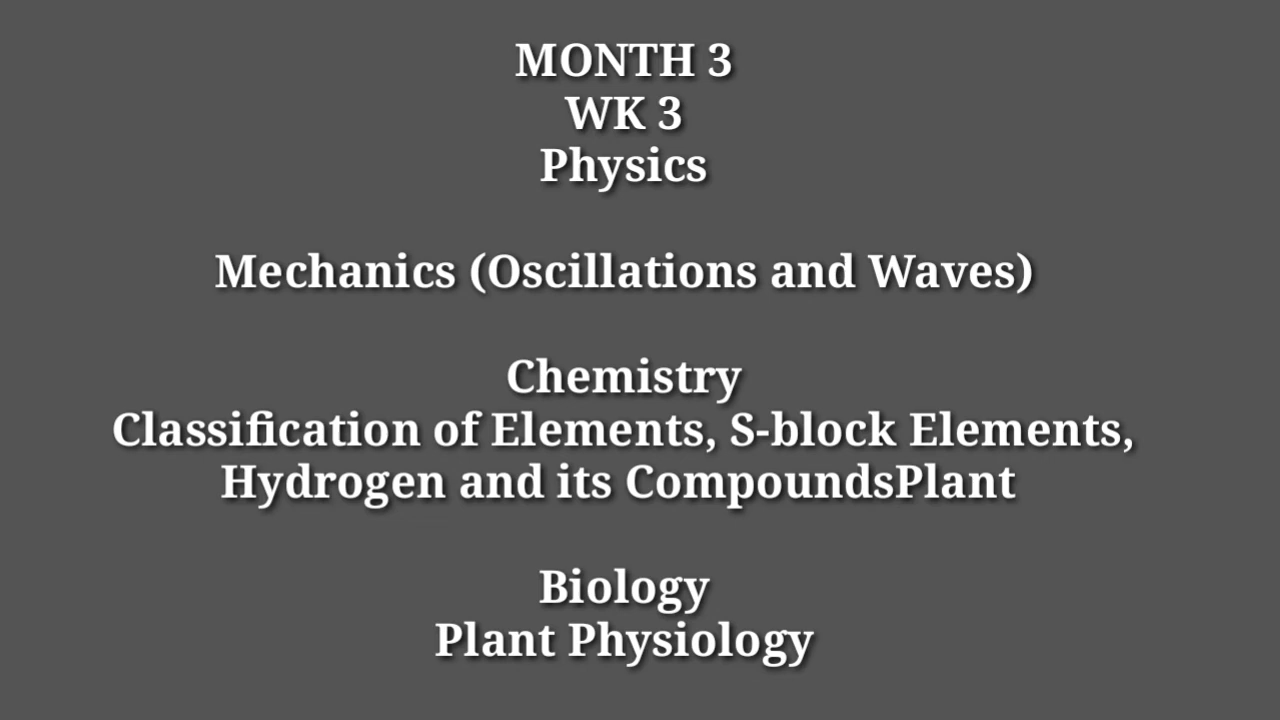 MONTH 3
WK 3
Physics
Mechanics (Oscillations and Waves)
Chemistry
Classification of Elements, S-block Elements,
Hydrogen and its CompoundsPlant
Biology
Plant Physiology